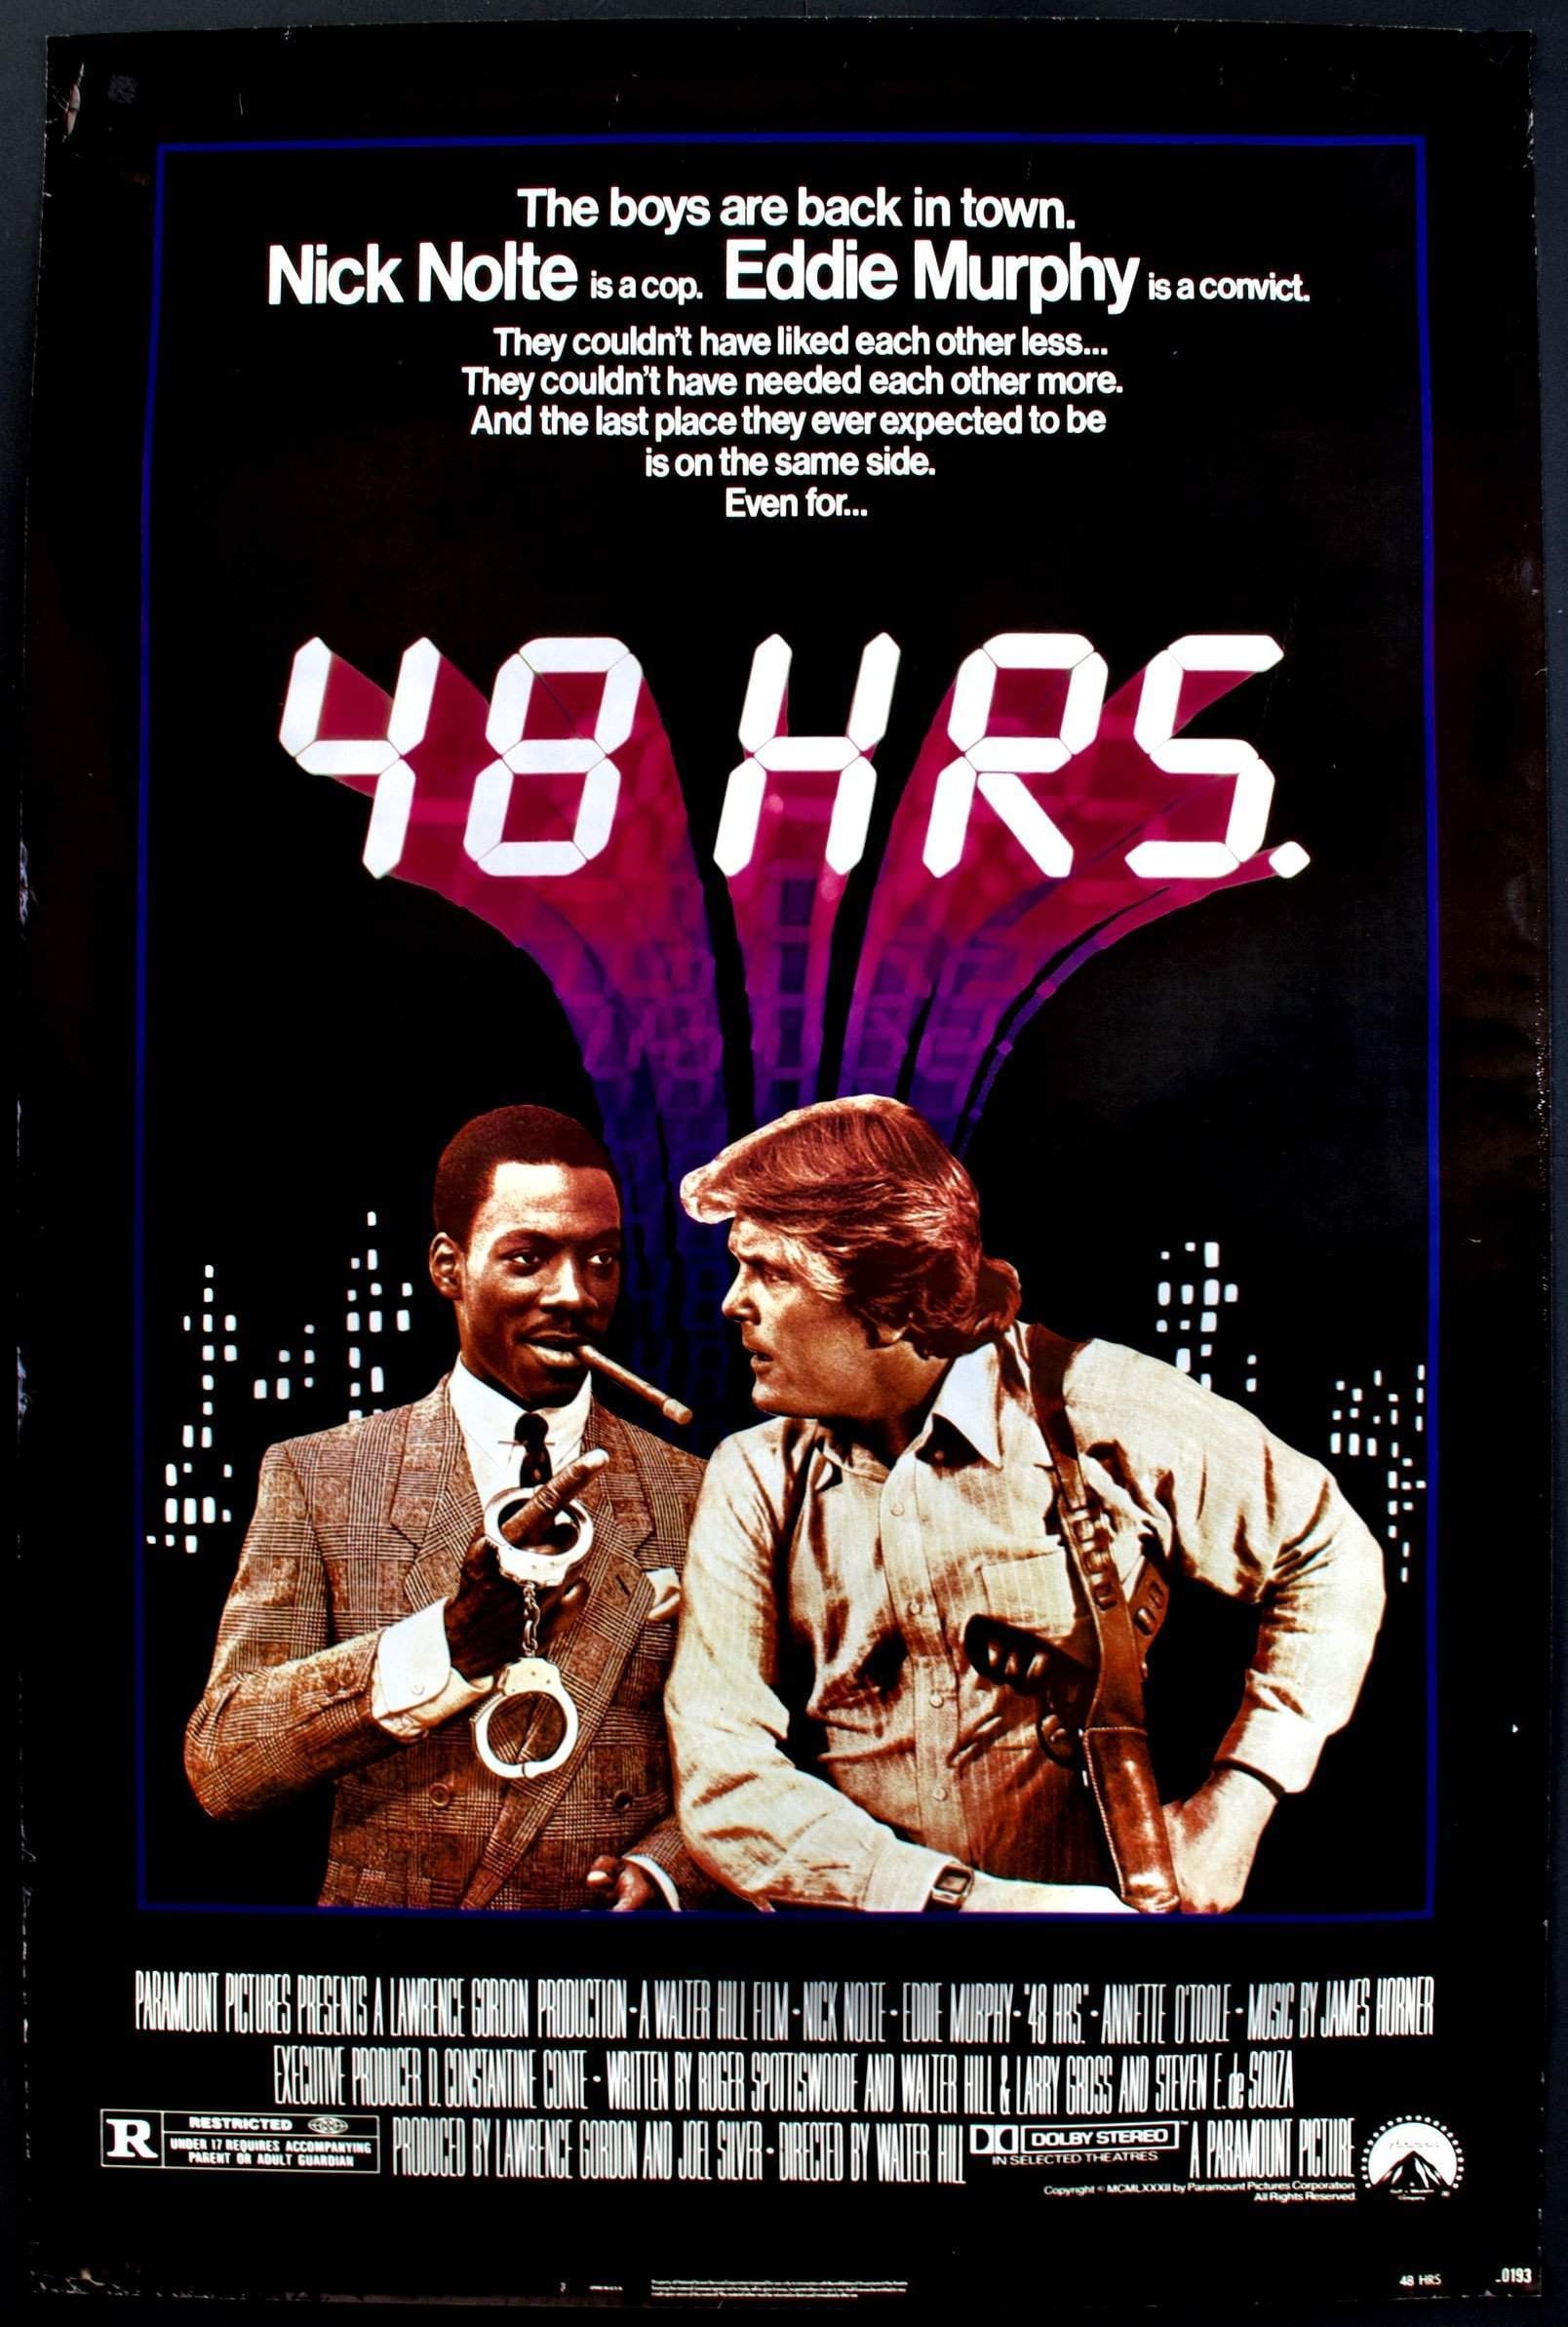 The boys are back in town.
Nick Nolte is a cop. Eddie Murphy is a convict.
They couldn't have liked each other less...
They couldn't have needed each other more.
And the last place they ever expected to be
is on the same side.
Even for...
48 HRS.
PARAMOUNT PICTURES PRESENTS A LAWRENCE GORDON PRODUCTION · A WALTER HILL FILM · NICK NOLTE · EDDIE MURPHY · "48 HRS." · ANNETTE O'TOOLE · MUSIC BY JAMES HORNER
EXECUTIVE PRODUCER D. CONSTANTINE CONTE · WRITTEN BY ROGER SPOTTISWOODE AND WALTER HILL & LARRY GROSS AND STEVEN E. de SOUZA
R RESTRICTED
UNDER 17 REQUIRES ACCOMPANYING
PARENT OR ADULT GUARDIAN
PRODUCED BY LAWRENCE GORDON AND JOEL SILVER · DIRECTED BY WALTER HILL
DOLBY STEREO™
IN SELECTED THEATRES
A PARAMOUNT PICTURE
Copyright © MCMLXXXII by Paramount Pictures Corporation.
All Rights Reserved.
3
48 HRS
0193